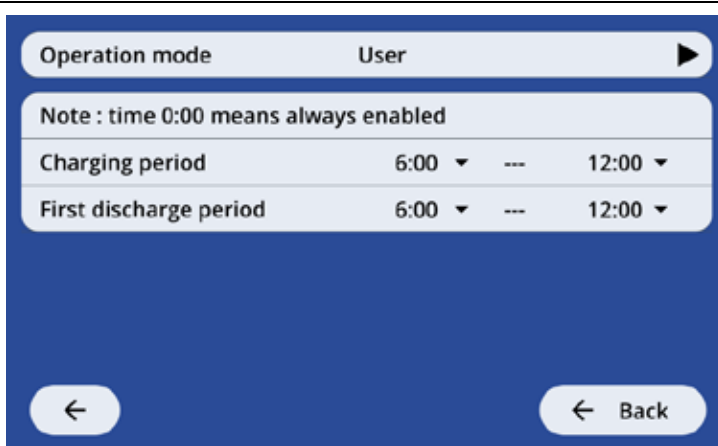 Operation mode User
Note : time 0:00 means always enabled
Charging period 6:00 --- 12:00
First discharge period 6:00 --- 12:00
Back